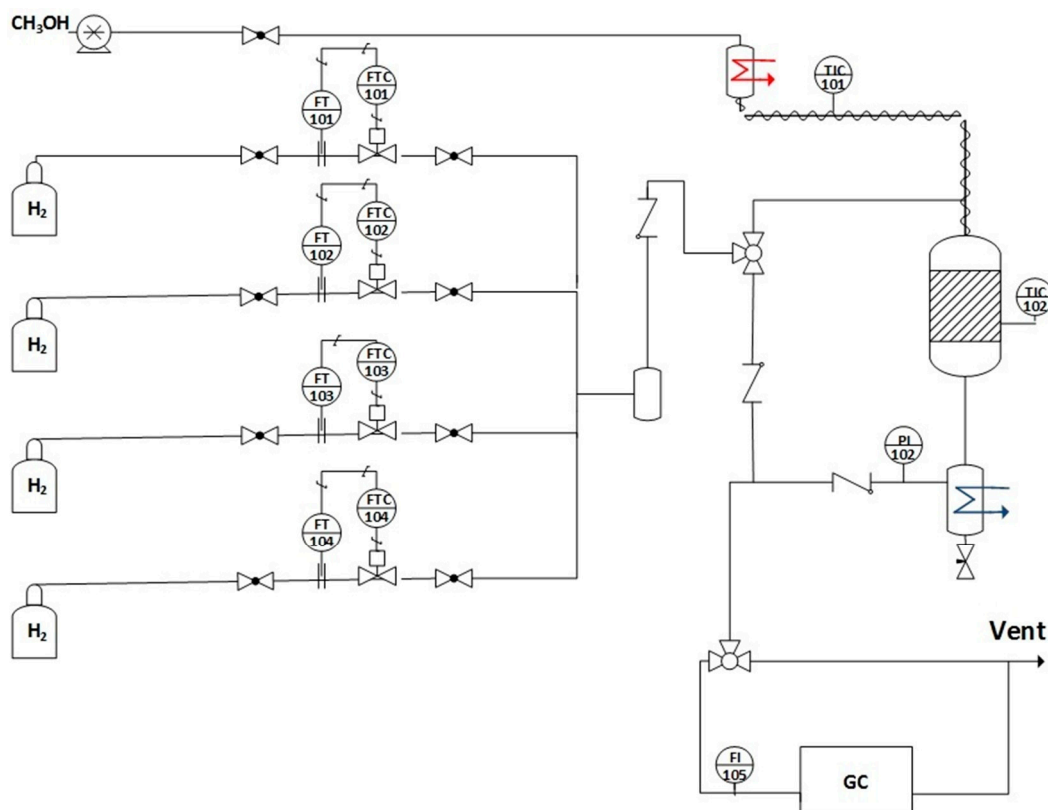 CH₃OH
TIC
101
FT
101
FTC
101
H₂
FT
102
FTC
102
H₂
TIC
102
FT
103
FTC
103
H₂
PI
102
FT
104
FTC
104
H₂
Vent
FI
105
GC